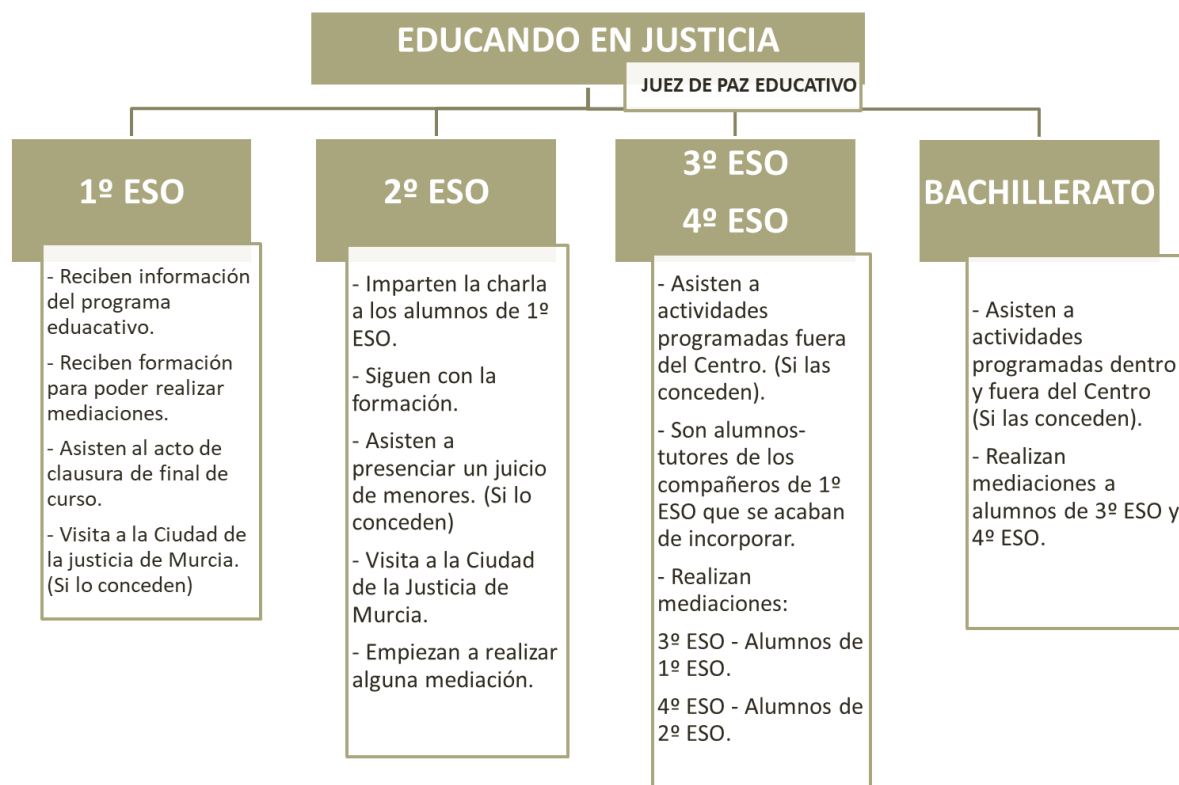 EDUCANDO EN JUSTICIA
JUEZ DE PAZ EDUCATIVO
1º ESO
- Reciben información
del programa
eduacativo.
- Reciben formación
para poder realizar
mediaciones.
- Asisten al acto de
clausura de final de
curso.
- Visita a la Ciudad de
la justicia de Murcia.
(Si lo conceden)
2º ESO
- Imparten la charla
a los alumnos de 1º
ESO.
- Siguen con la
formación.
- Asisten a
presenciar un juicio
de menores. (Si lo
conceden)
- Visita a la Ciudad
de la Justicia de
Murcia.
- Empiezan a realizar
alguna mediación.
3º ESO
4º ESO
- Asisten a
actividades
programadas fuera
del Centro. (Si las
conceden).
- Son alumnos-
tutores de los
compañeros de 1º
ESO que se acaban
de incorporar.
- Realizan
mediaciones:
3º ESO - Alumnos de
1º ESO.
4º ESO - Alumnos de
2º ESO.
BACHILLERATO
- Asisten a
actividades
programadas dentro
y fuera del Centro
(Si las conceden).
- Realizan
mediaciones a
alumnos de 3º ESO y
4º ESO.